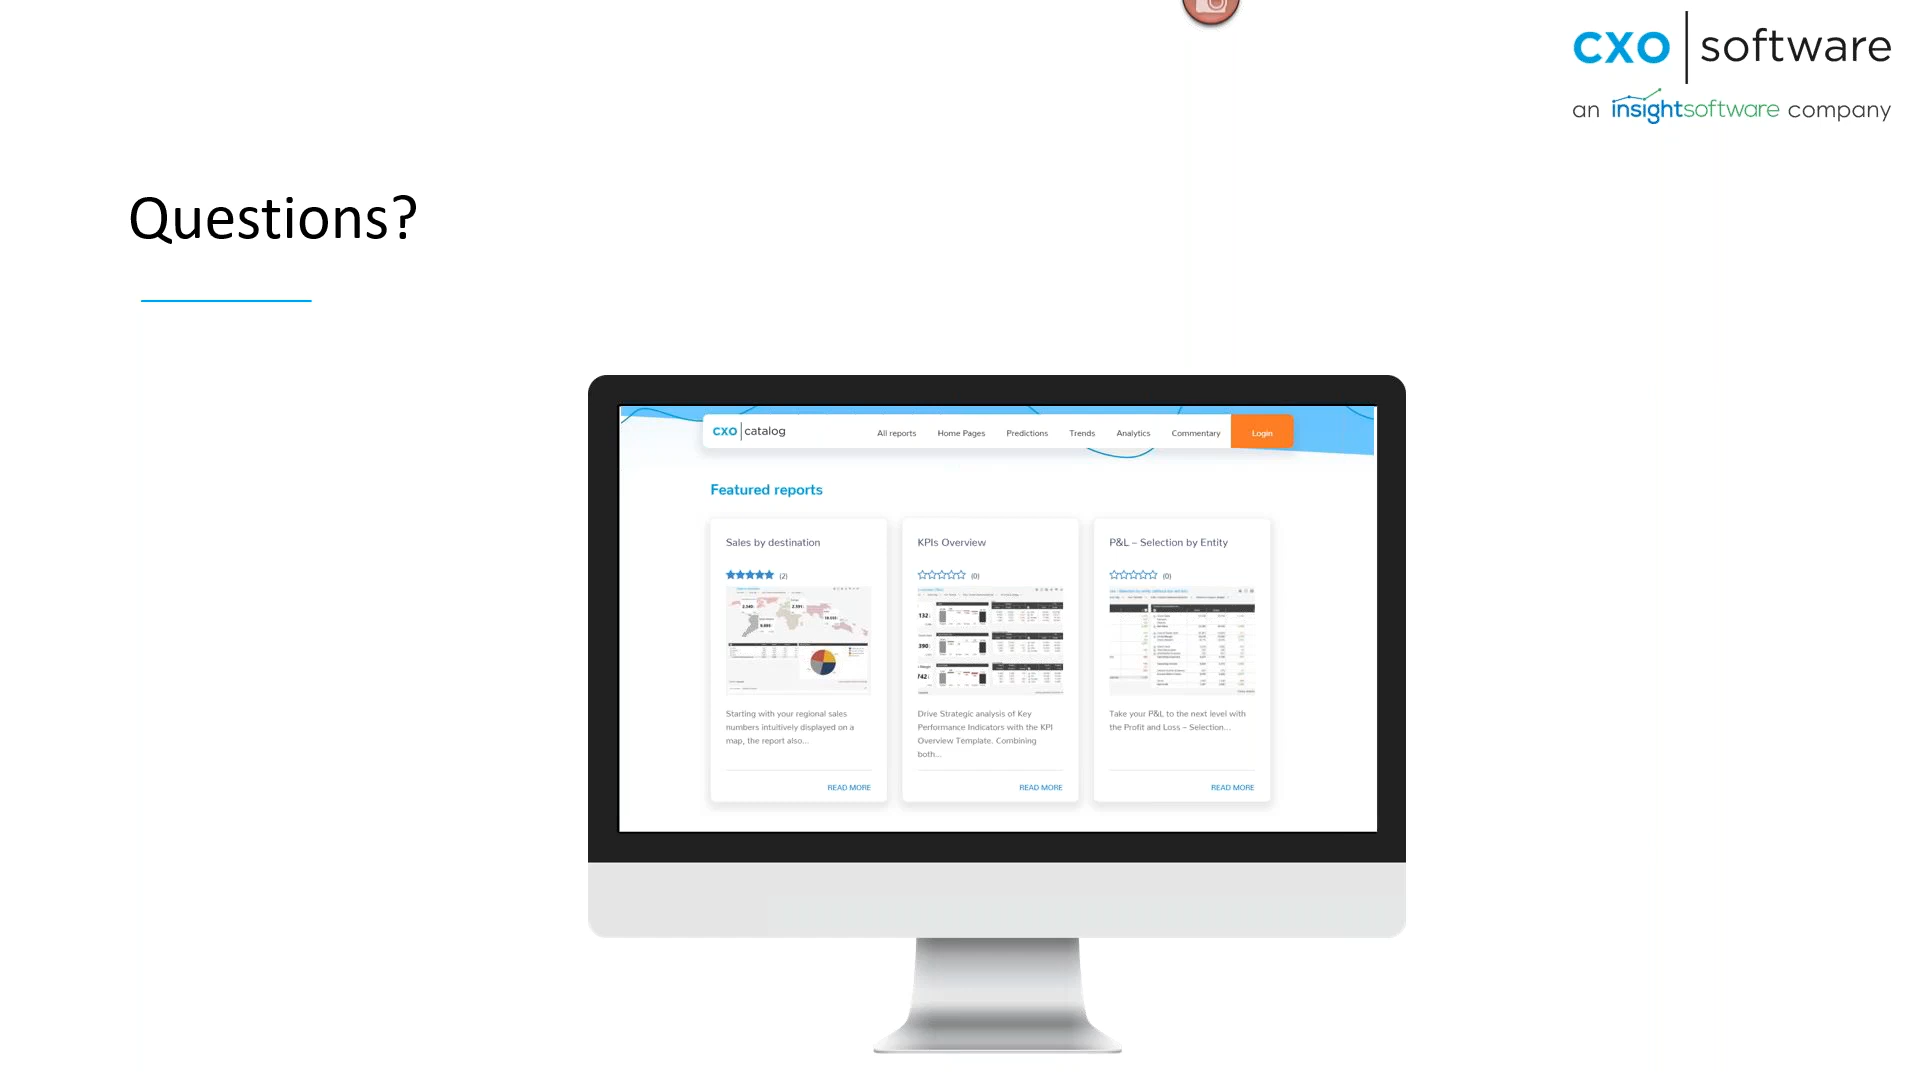 cxo software
an insightsoftware company
Questions?
cxo catalog
All reports Home Pages Predictions Trends Analytics Commentary Login
Featured reports
Sales by destination
(2)
Starting with your regional sales
numbers intuitively displayed on a
map, the report also...
READ MORE
KPIs Overview
(0)
Drive Strategic analysis of Key
Performance Indicators with the KPI
Overview Template. Combining
both...
READ MORE
P&L – Selection by Entity
(0)
Take your P&L to the next level with
the Profit and Loss – Selection...
READ MORE